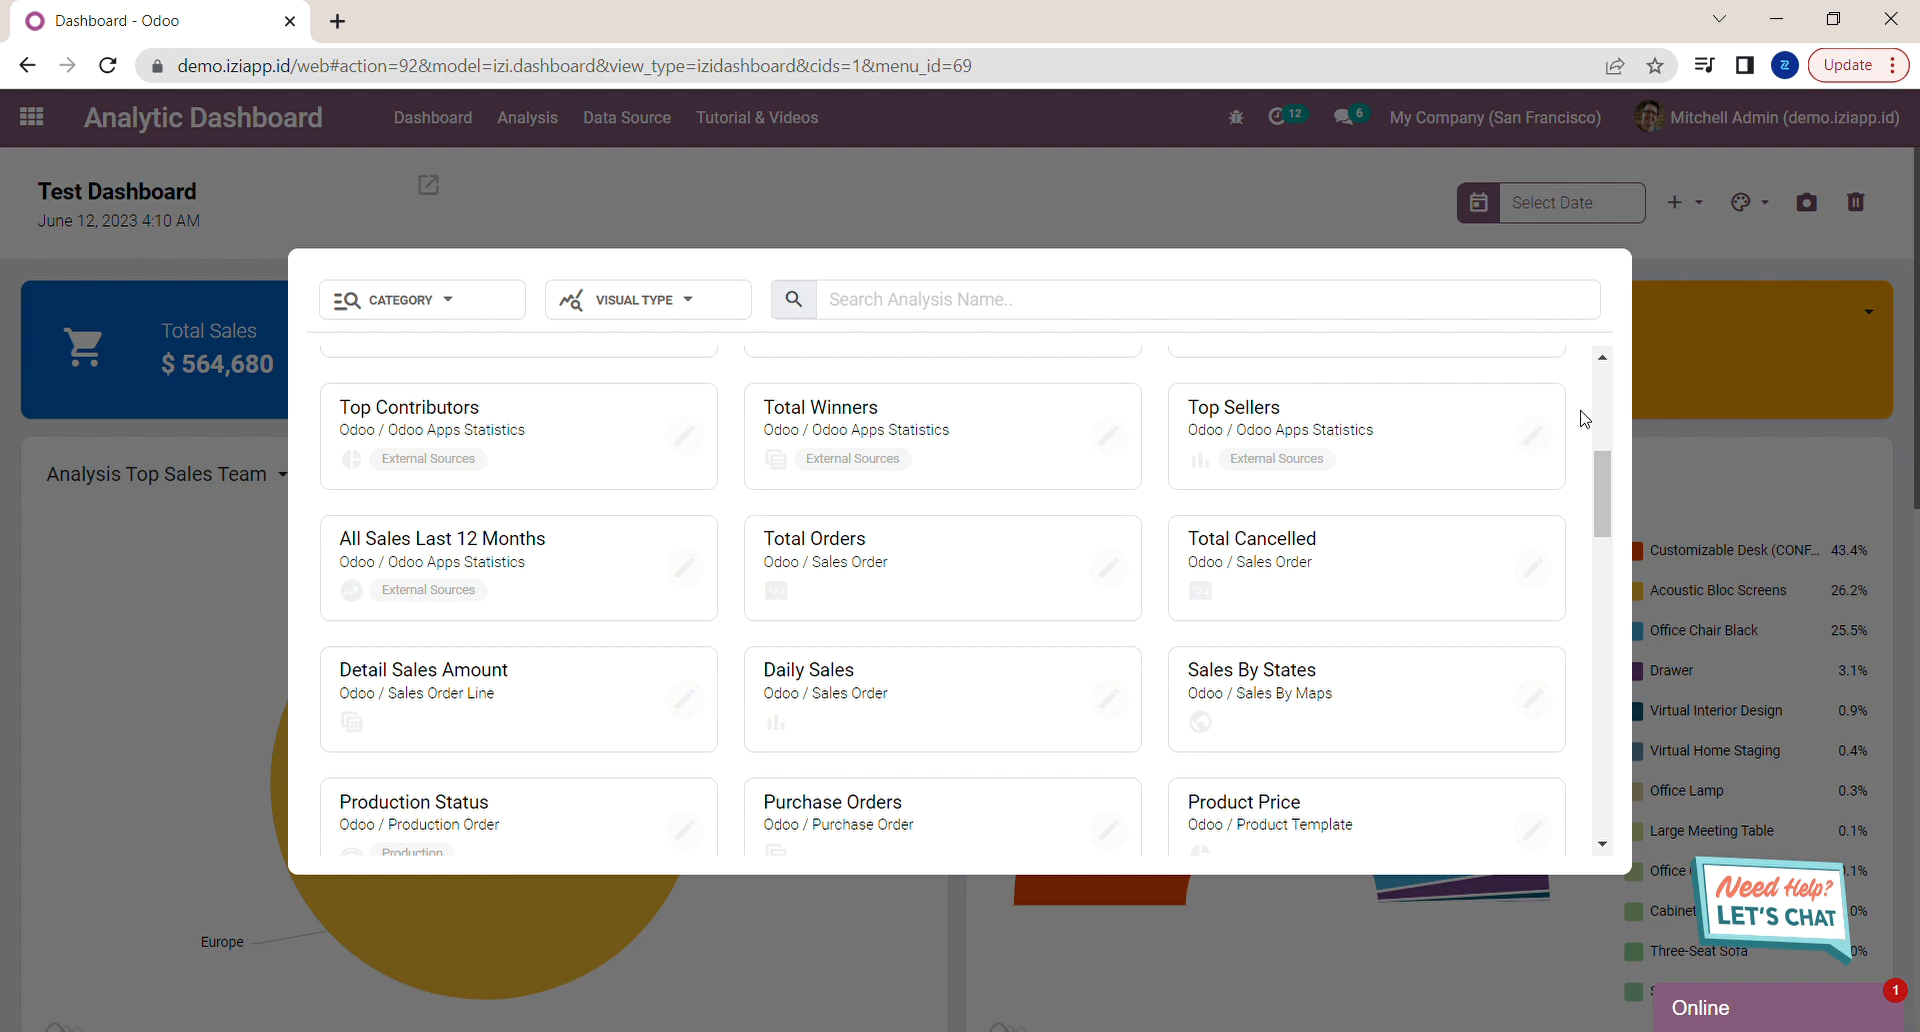 Dashboard - Odoo
demo.iziapp.id/web#action=92&model=izi.dashboard&view_type=izidashboard&cids=1&menu_id=69
Z
Update
Analytic Dashboard
Dashboard
Analysis
Data Source
Tutorial & Videos
12
6
My Company (San Francisco)
Mitchell Admin (demo.iziapp.id)
Test Dashboard
June 12, 2023 4:10 AM
Select Date
Total Sales
$ 564,680
Analysis Top Sales Team
CATEGORY
VISUAL TYPE
Search Analysis Name..
Top Contributors
Odoo / Odoo Apps Statistics
External Sources
Total Winners
Odoo / Odoo Apps Statistics
External Sources
Top Sellers
Odoo / Odoo Apps Statistics
External Sources
All Sales Last 12 Months
Odoo / Odoo Apps Statistics
External Sources
Total Orders
Odoo / Sales Order
123
Total Cancelled
Odoo / Sales Order
123
Detail Sales Amount
Odoo / Sales Order Line
Daily Sales
Odoo / Sales Order
Sales By States
Odoo / Sales By Maps
Production Status
Odoo / Production Order
Production
Purchase Orders
Odoo / Purchase Order
Product Price
Odoo / Product Template
Customizable Desk (CONF... 43.4%
Acoustic Bloc Screens 26.2%
Office Chair Black 25.5%
Drawer 3.1%
Virtual Interior Design 0.9%
Virtual Home Staging 0.4%
Office Lamp 0.3%
Large Meeting Table 0.1%
Office
Cabinet
Three-Seat Sofa
Europe
Need Help?
LET'S CHAT
Online
1